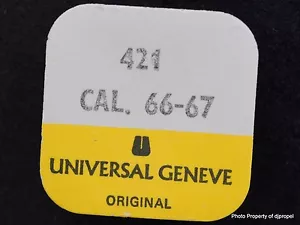 421
CAL. 66-67
UNIVERSAL GENEVE
ORIGINAL
Photo Property of djpropel